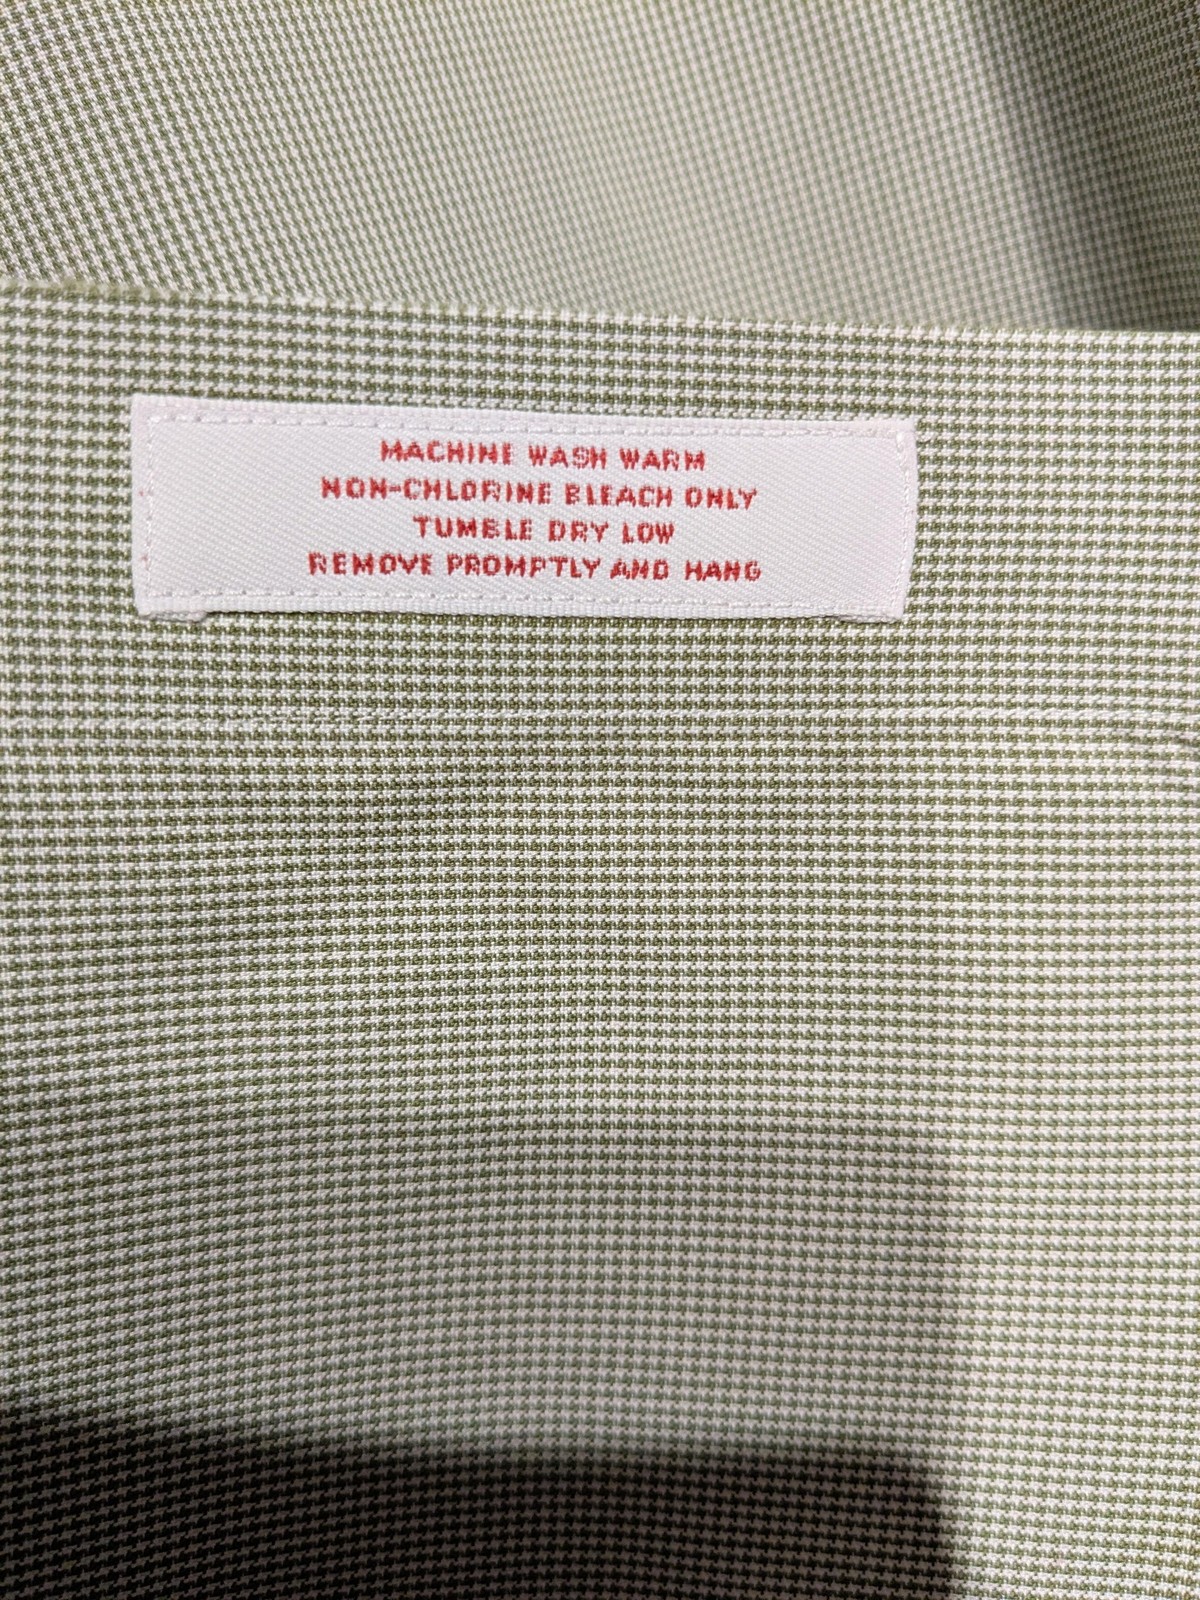 MACHINE WASH WARM
NON-CHLORINE BLEACH ONLY
TUMBLE DRY LOW
REMOVE PROMPTLY AND HANG